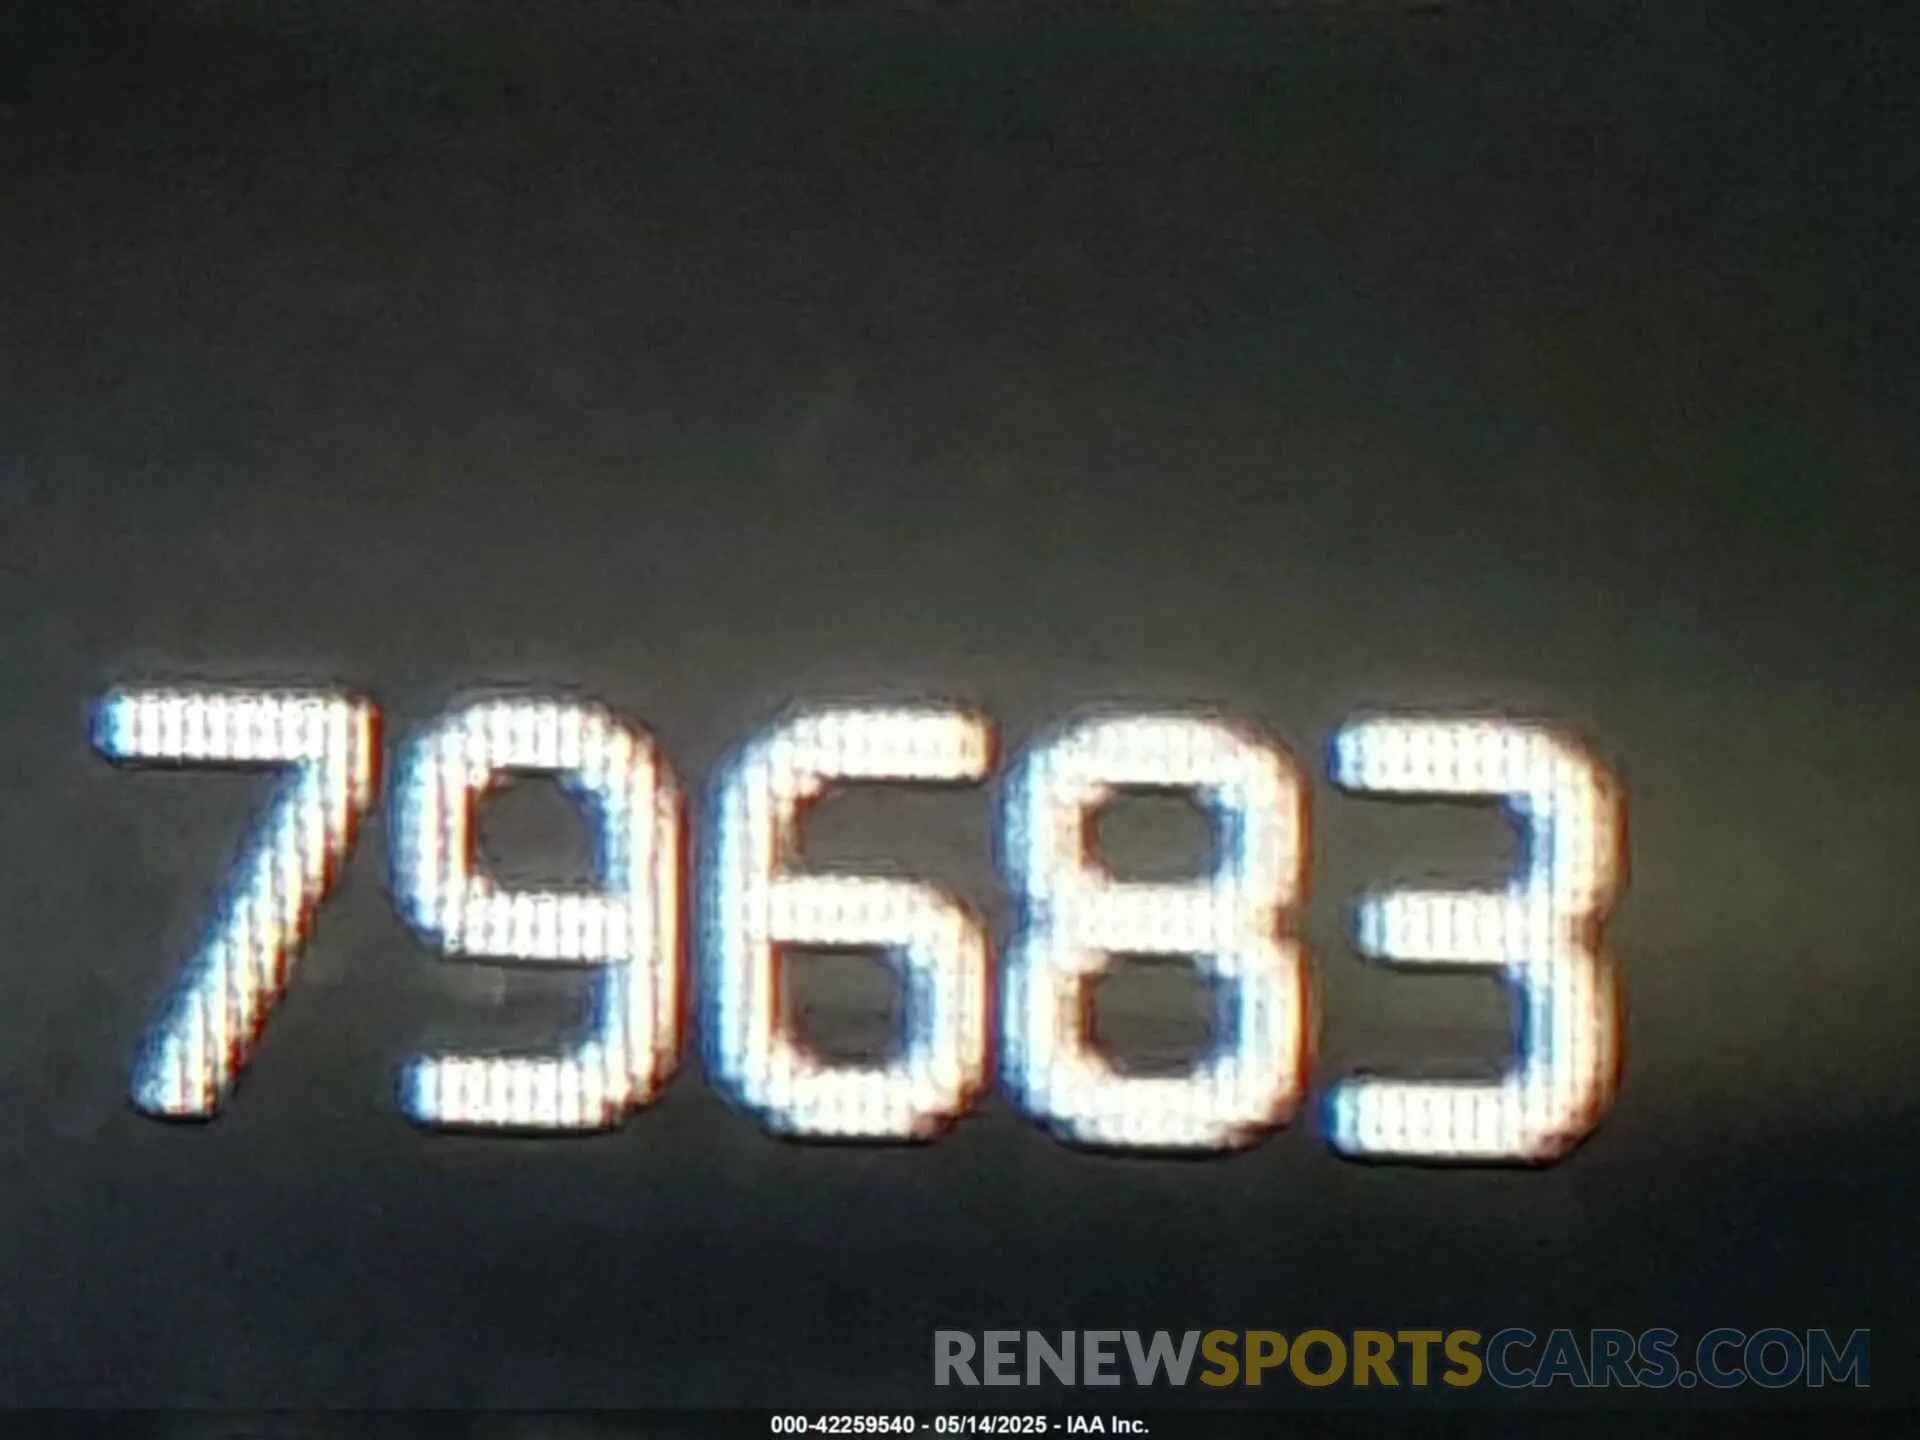 79683
RENEWSPORTSCARS.COM
000-42259540 - 05/14/2025 - IAA Inc.